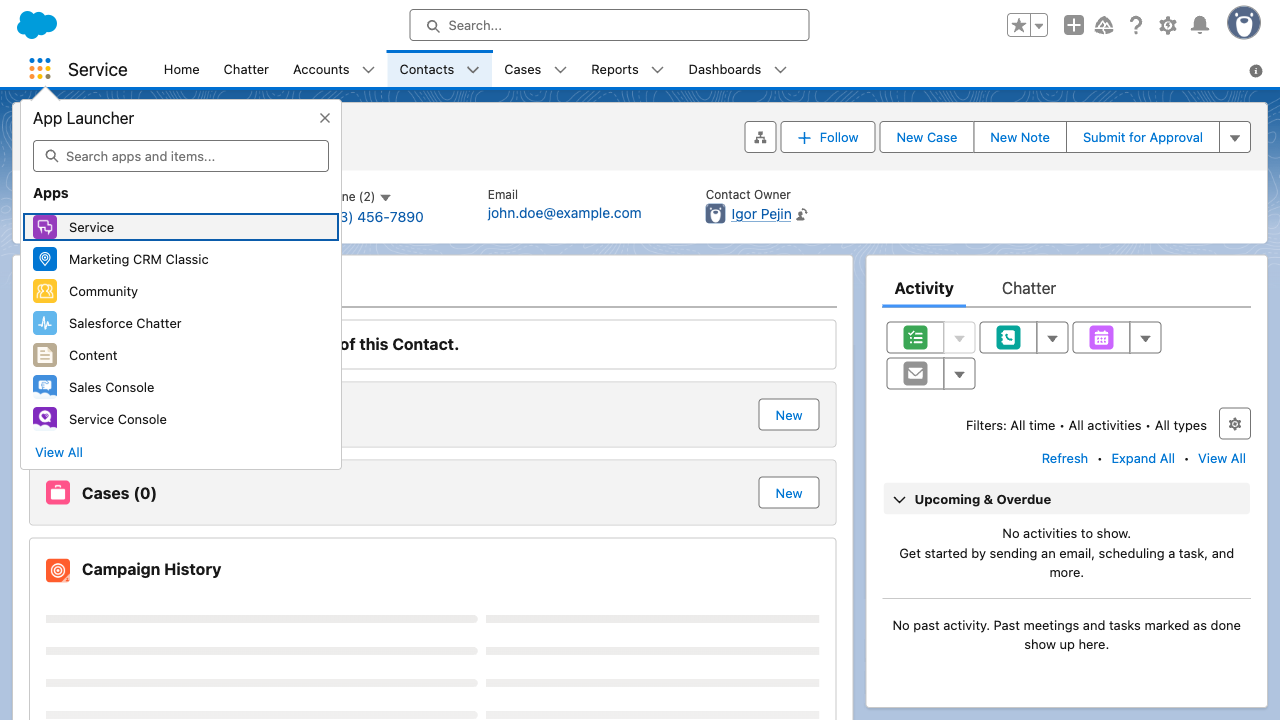 Search...
Service
Home
Chatter
Accounts
Contacts
Cases
Reports
Dashboards
App Launcher
Search apps and items...
Apps
Service
Marketing CRM Classic
Community
Salesforce Chatter
Content
Sales Console
Service Console
View All
Follow
New Case
New Note
Submit for Approval
ne (2)
3) 456-7890
Email
john.doe@example.com
Contact Owner
Igor Pejin
of this Contact.
New
Cases (0)
New
Campaign History
Activity
Chatter
Filters: All time • All activities • All types
Refresh • Expand All • View All
Upcoming & Overdue
No activities to show.
Get started by sending an email, scheduling a task, and
more.
No past activity. Past meetings and tasks marked as done
show up here.